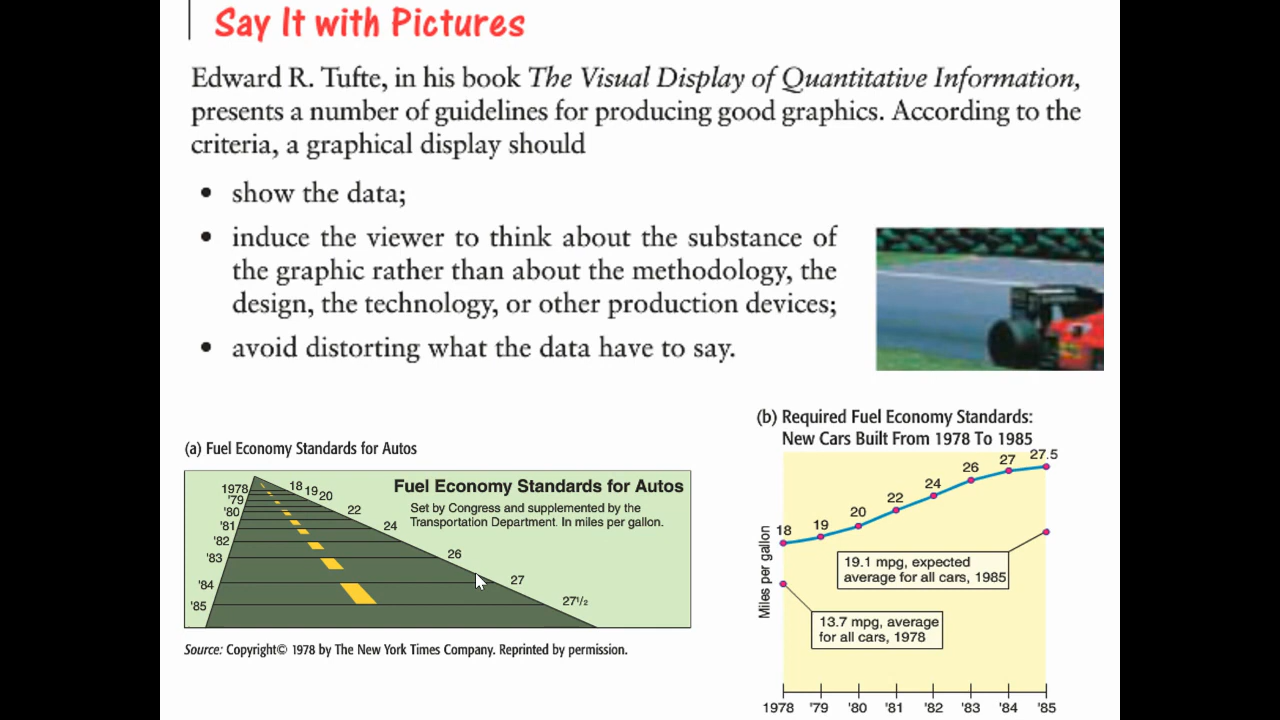 Say It with Pictures
Edward R. Tufte, in his book The Visual Display of Quantitative Information,
presents a number of guidelines for producing good graphics. According to the
criteria, a graphical display should
• show the data;
• induce the viewer to think about the substance of
the graphic rather than about the methodology, the
design, the technology, or other production devices;
• avoid distorting what the data have to say.
(a) Fuel Economy Standards for Autos
Fuel Economy Standards for Autos
Set by Congress and supplemented by the
Transportation Department. In miles per gallon.
1978 18
'79 19
'80 20
'81 22
'82 24
'83 26
'84 27
'85 27 1/2
Source: Copyright© 1978 by The New York Times Company. Reprinted by permission.
(b) Required Fuel Economy Standards:
New Cars Built From 1978 To 1985
18 19 20 22 24 26 27 27.5
Miles per gallon
19.1 mpg, expected
average for all cars, 1985
13.7 mpg, average
for all cars, 1978
1978 '79 '80 '81 '82 '83 '84 '85